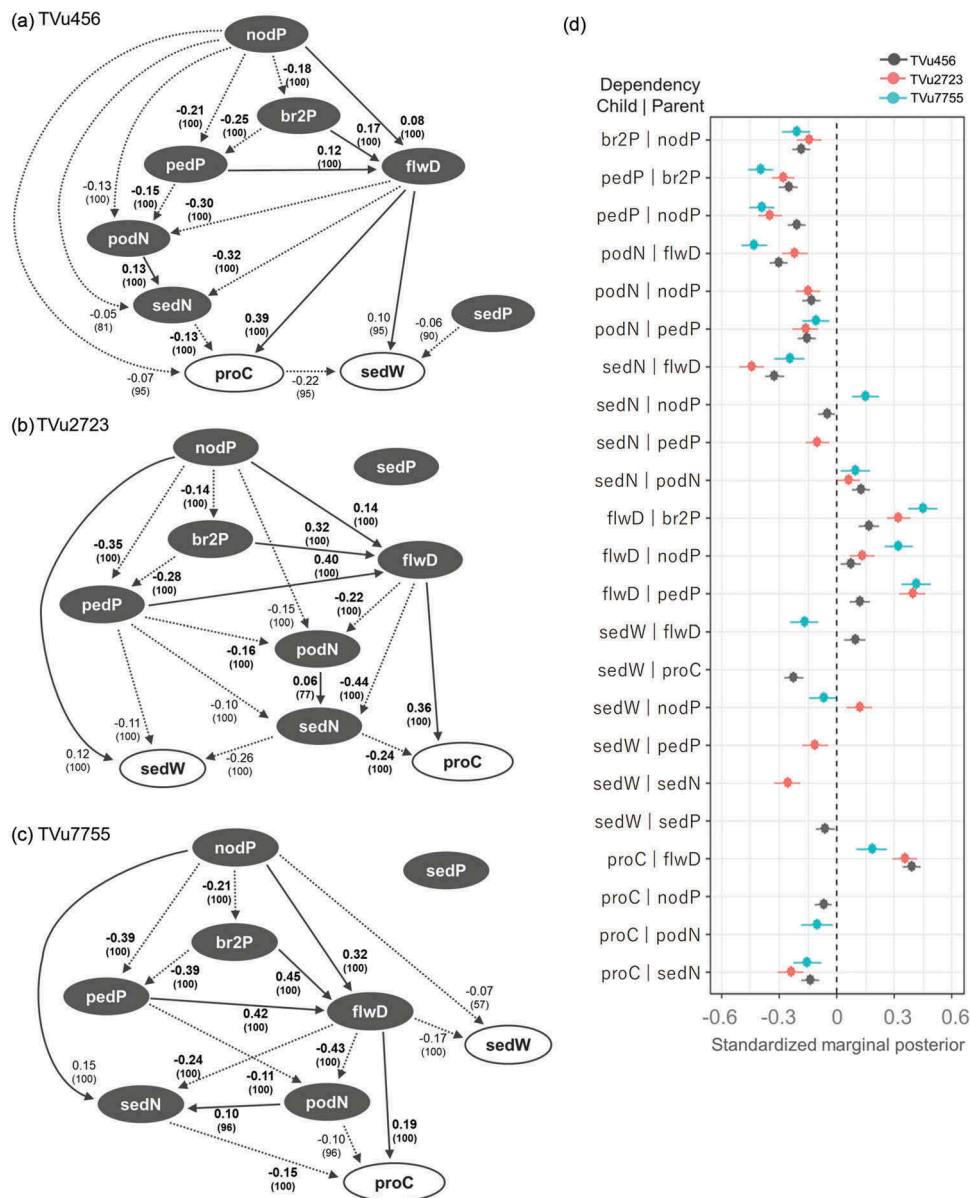 (a) TVu456
nodP
-0.18
(100)
-0.21
(100)
-0.25
(100)
br2P
0.17
(100)
0.08
(100)
pedP
0.12
(100)
flwD
-0.13
(100)
-0.15
(100)
-0.30
(100)
podN
0.13
(100)
-0.32
(100)
sedN
-0.05
(81)
sedP
-0.13
(100)
0.39
(100)
0.10
(95)
-0.06
(90)
-0.07
(95)
proC
-0.22
(95)
sedW
(b) TVu2723
nodP
sedP
-0.14
(100)
0.14
(100)
-0.35
(100)
br2P
0.32
(100)
flwD
-0.28
(100)
0.40
(100)
pedP
-0.15
(100)
-0.22
(100)
-0.16
(100)
podN
-0.10
(100)
0.06
(77)
-0.44
(100)
sedN
0.36
(100)
-0.11
(100)
0.12
(100)
-0.26
(100)
-0.24
(100)
sedW
proC
(c) TVu7755
nodP
sedP
-0.21
(100)
-0.39
(100)
br2P
0.32
(100)
-0.39
(100)
0.45
(100)
pedP
0.42
(100)
flwD
-0.07
(57)
-0.17
(100)
sedW
0.15
(100)
-0.24
(100)
-0.43
(100)
-0.11
(100)
sedN
0.10
(96)
podN
-0.10
(96)
0.19
(100)
-0.15
(100)
proC
(d)
TVu456
TVu2723
TVu7755
Dependency
Child | Parent
br2P | nodP
pedP | br2P
pedP | nodP
podN | flwD
podN | nodP
podN | pedP
sedN | flwD
sedN | nodP
sedN | pedP
sedN | podN
flwD | br2P
flwD | nodP
flwD | pedP
sedW | flwD
sedW | proC
sedW | nodP
sedW | pedP
sedW | sedN
sedW | sedP
proC | flwD
proC | nodP
proC | podN
proC | sedN
-0.6 -0.3 0 0.3 0.6
Standardized marginal posterior